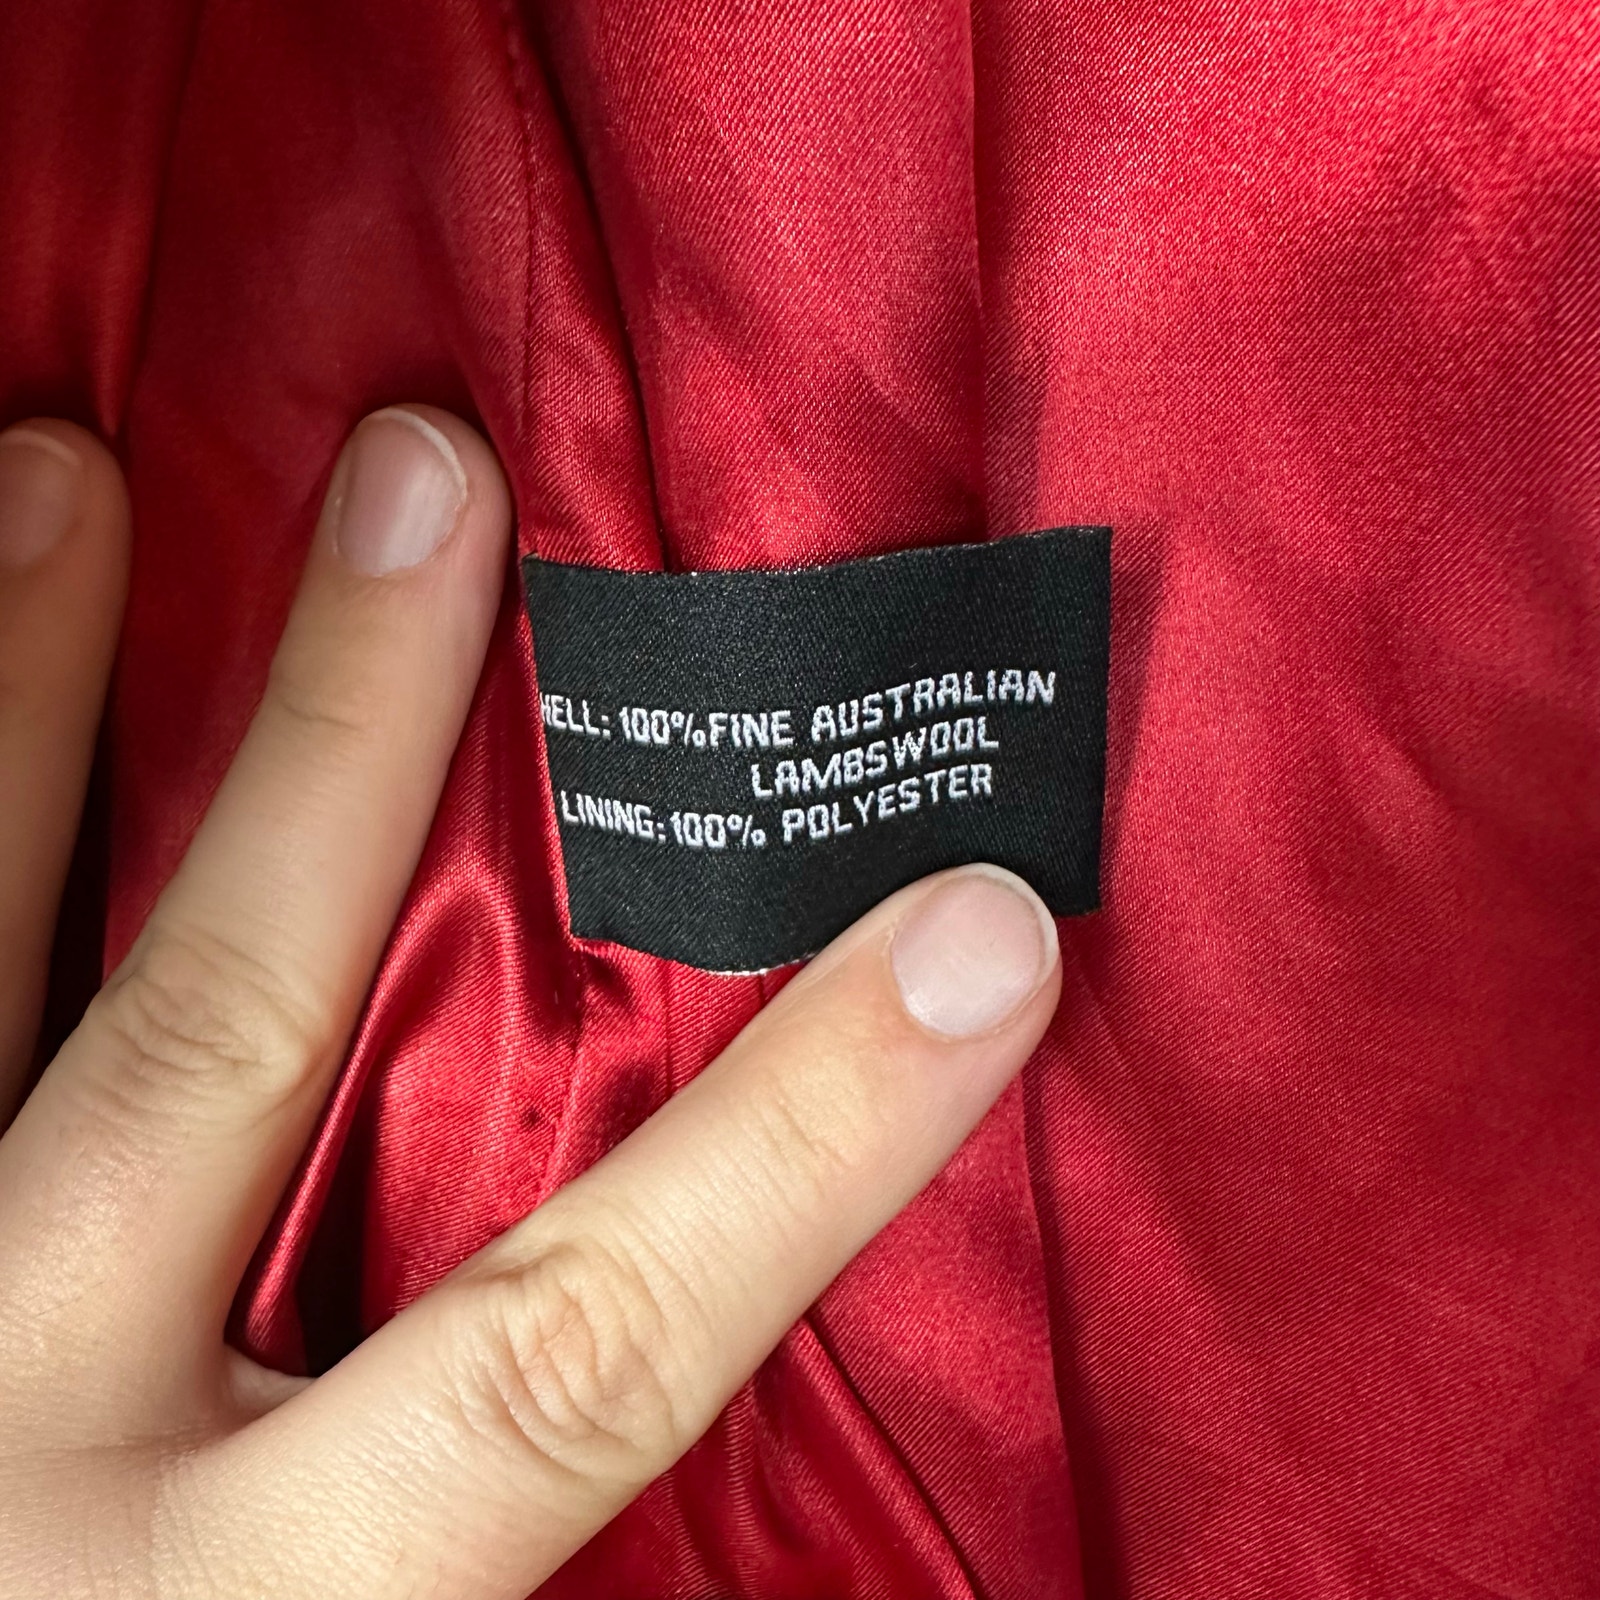 HELL: 100%FINE AUSTRALIAN
LAMBSWOOL
LINING:100% POLYESTER